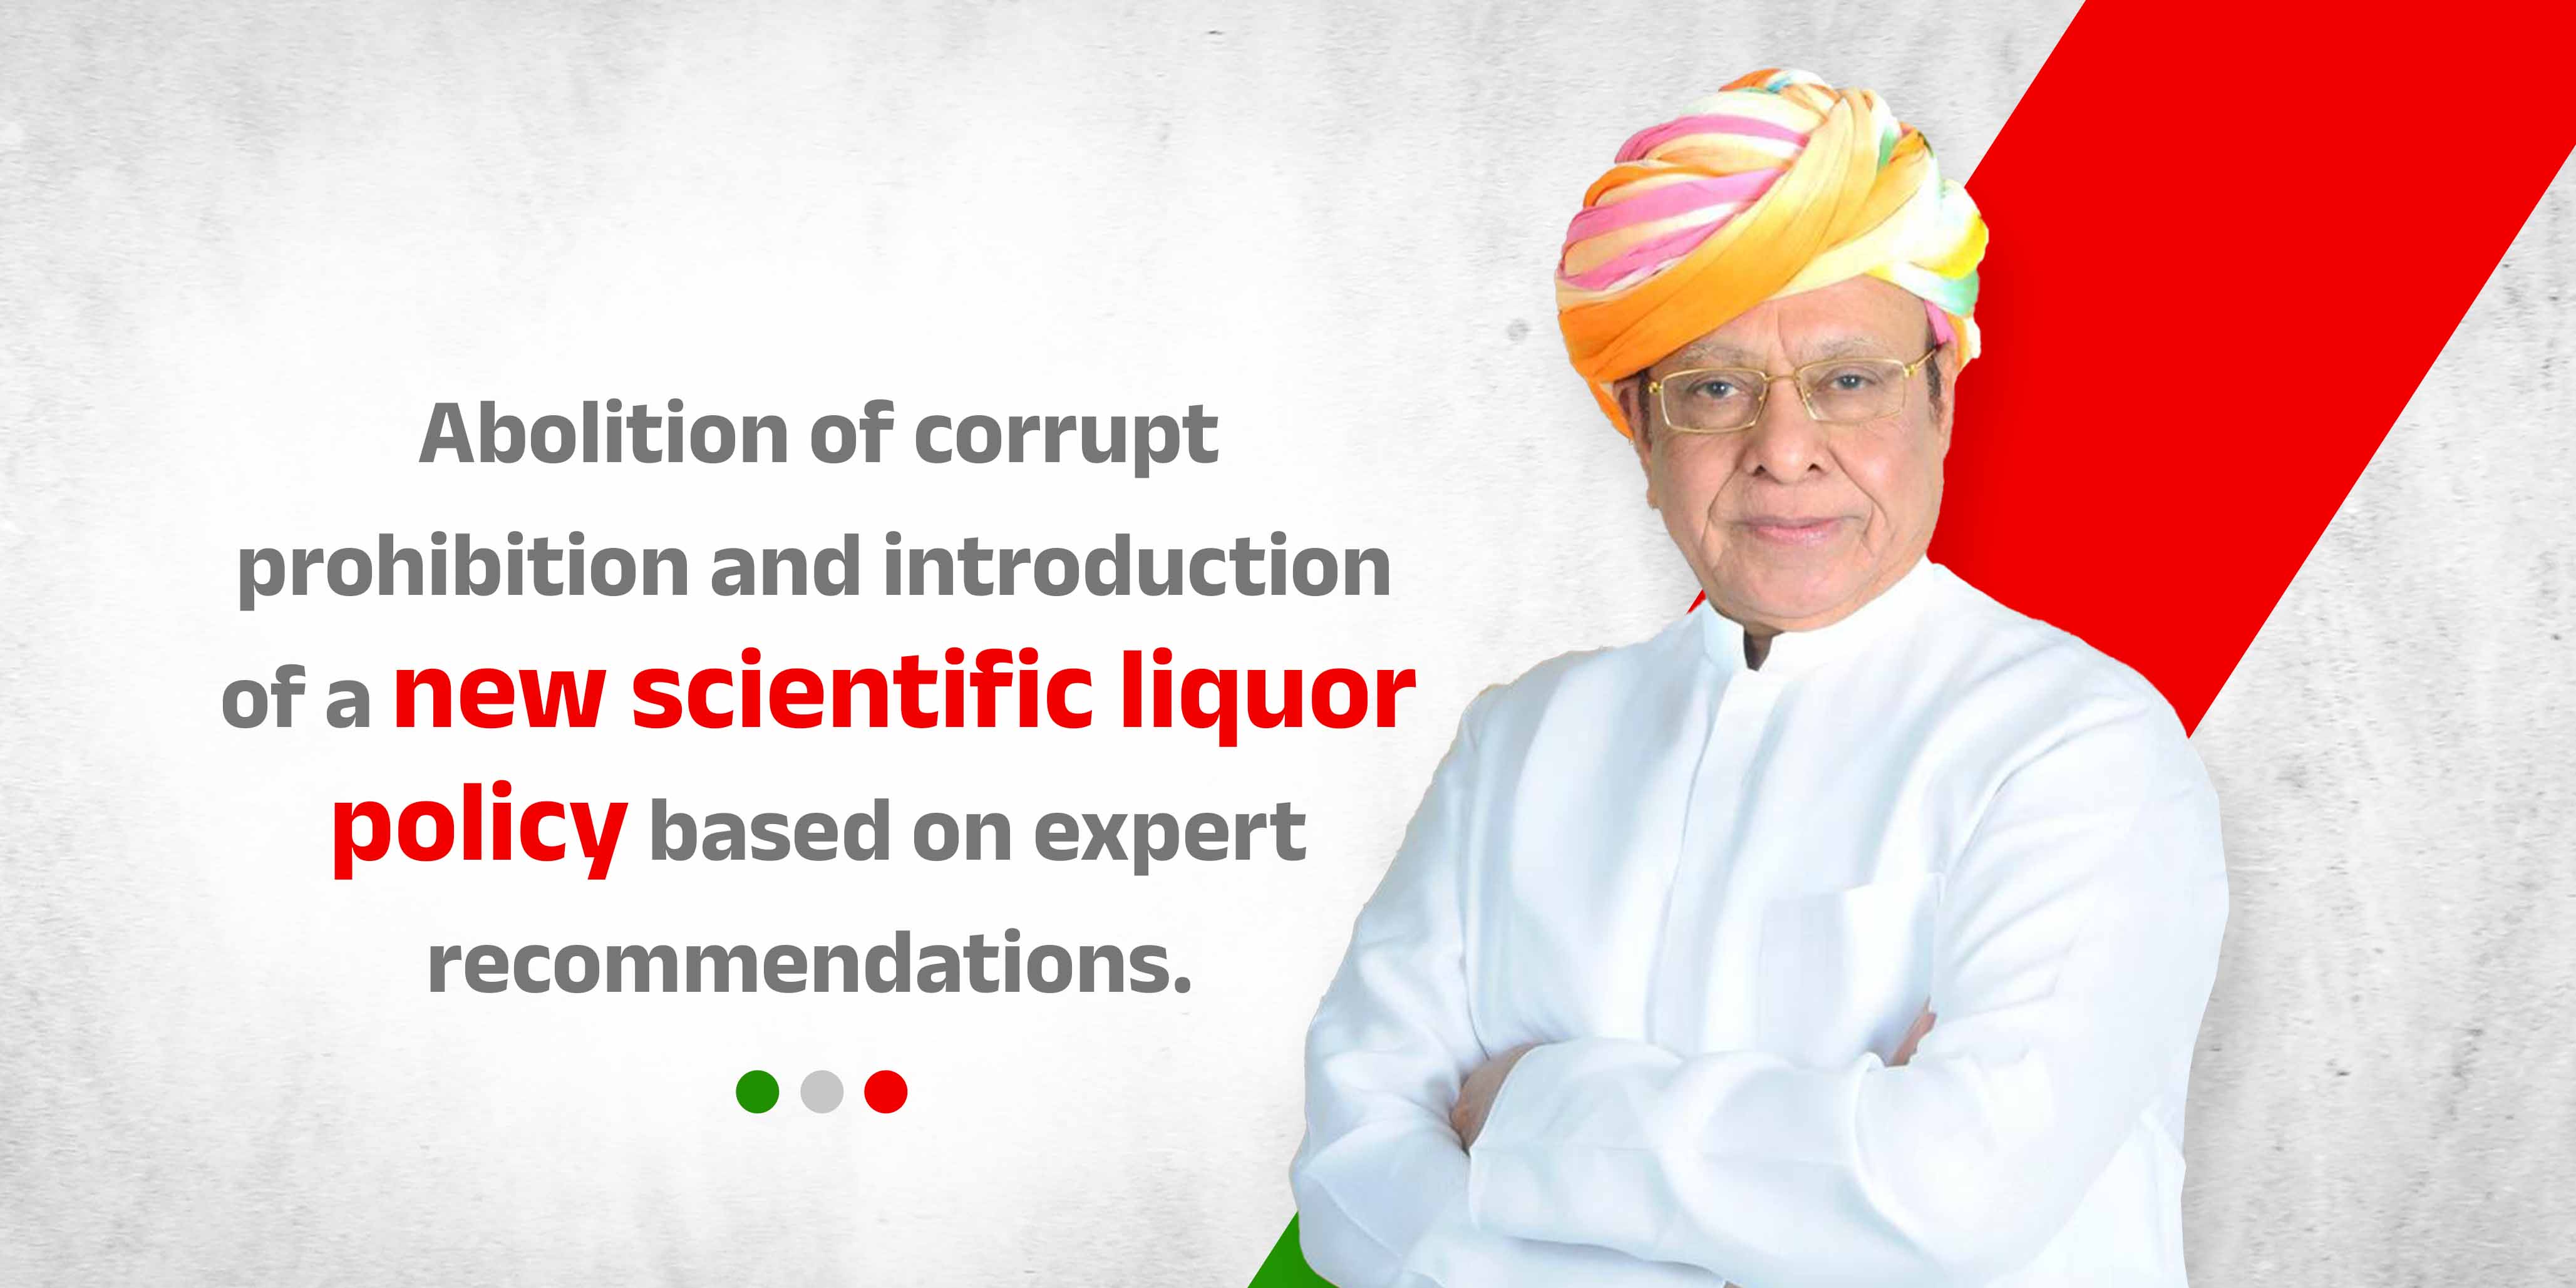 Abolition of corrupt
prohibition and introduction
of a new scientific liquor
policy based on expert
recommendations.